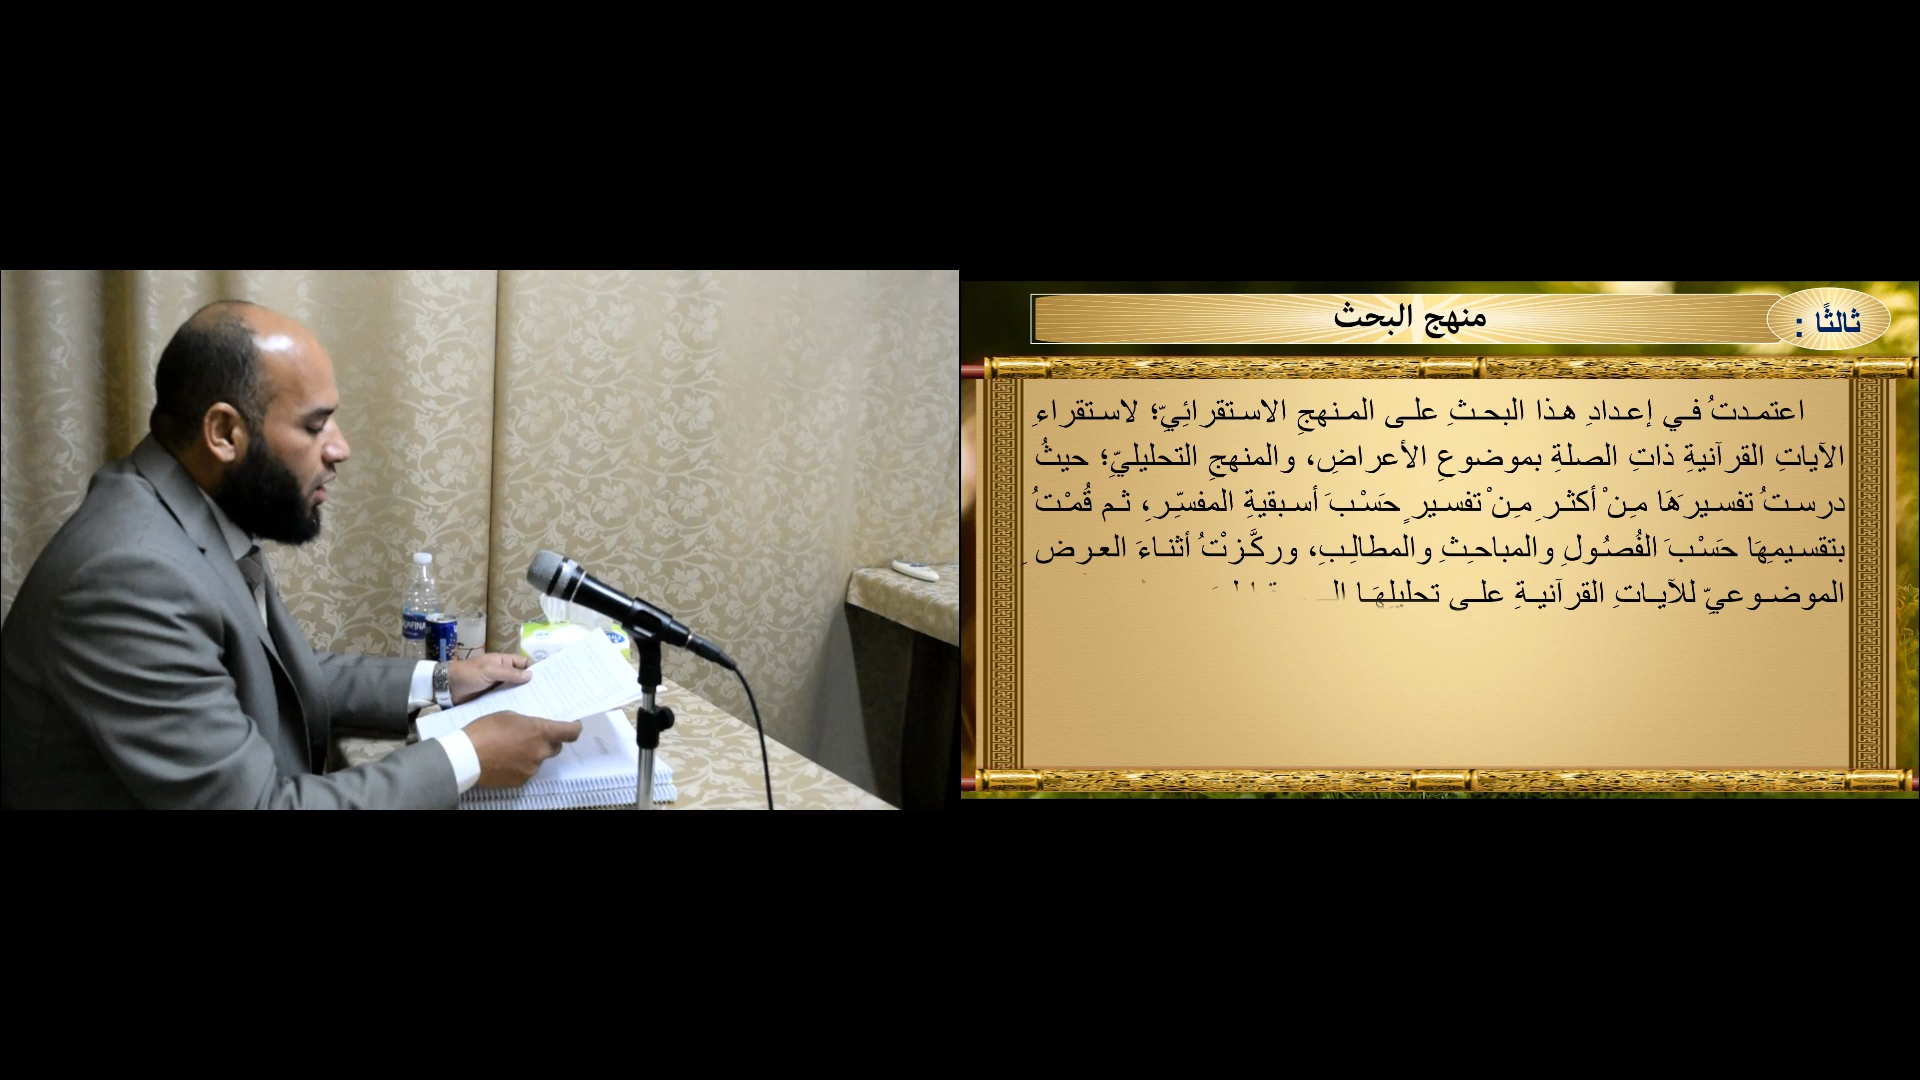 ثالثًا :
منهج البحث
اعتمدتُ في إعدادِ هذا البحثِ على المنهجِ الاستقرائِيِّ؛ لاستقراءِ
الآياتِ القرآنيةِ ذاتِ الصلةِ بموضوعِ الأعراضِ، والمنهجِ التحليليِّ؛ حيثُ
درستُ تفسيرَهَا مِنْ أكثرِ مِنْ تفسيرٍ حَسْبَ أسبقيةِ المفسِّرِ، ثم قُمْتُ
بتقسيمِهَا حَسْبَ الفُصُولِ والمباحِثِ والمطالِبِ، وركَّزتْ أثناءَ العرضِ
الموضوعيِّ للآياتِ القرآنيةِ على تحليلِهَا